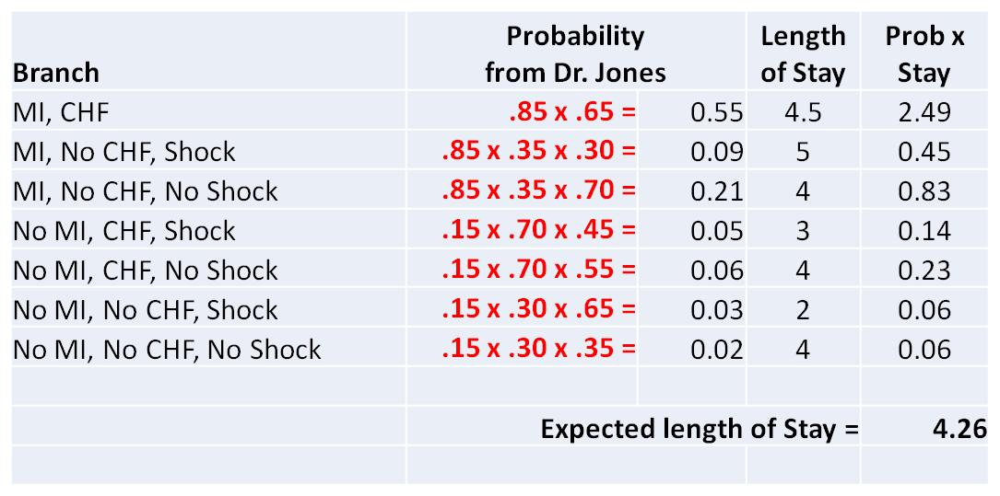 Branch Probability from Dr. Jones Length of Stay Prob x Stay
MI, CHF .85 x .65 = 0.55 4.5 2.49
MI, No CHF, Shock .85 x .35 x .30 = 0.09 5 0.45
MI, No CHF, No Shock .85 x .35 x .70 = 0.21 4 0.83
No MI, CHF, Shock .15 x .70 x .45 = 0.05 3 0.14
No MI, CHF, No Shock .15 x .70 x .55 = 0.06 4 0.23
No MI, No CHF, Shock .15 x .30 x .65 = 0.03 2 0.06
No MI, No CHF, No Shock .15 x .30 x .35 = 0.02 4 0.06
Expected length of Stay = 4.26